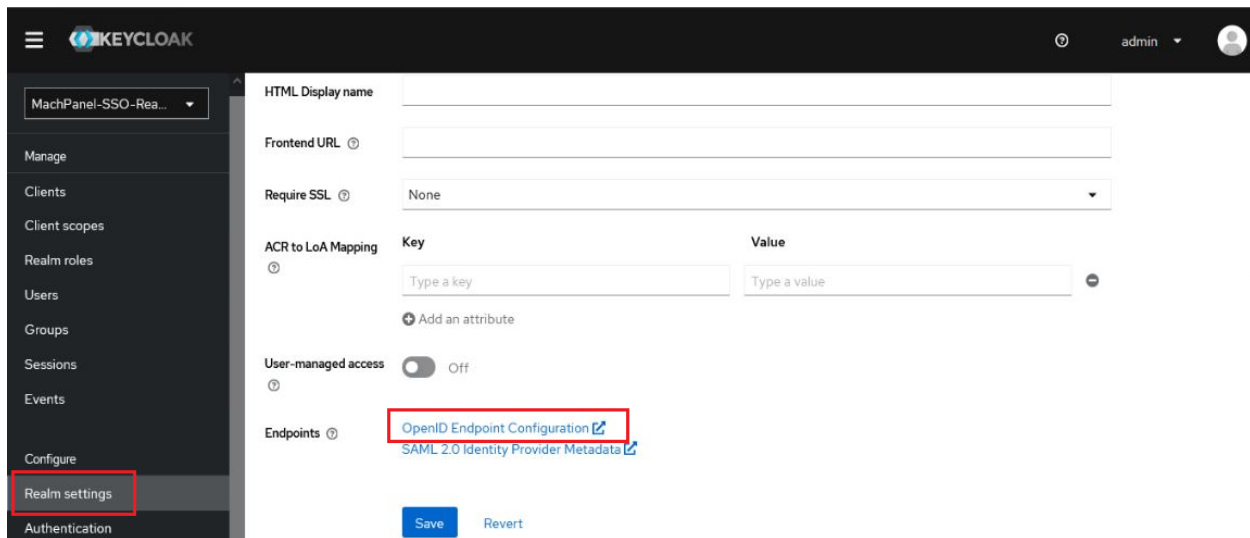 KEYCLOAK
admin
MachPanel-SSO-Rea...
Manage
Clients
Client scopes
Realm roles
Users
Groups
Sessions
Events
Configure
Realm settings
Authentication
HTML Display name
Frontend URL
Require SSL
None
ACR to LoA Mapping
Key
Value
Type a key
Type a value
Add an attribute
User-managed access
Off
Endpoints
OpenID Endpoint Configuration
SAML 2.0 Identity Provider Metadata
Save
Revert